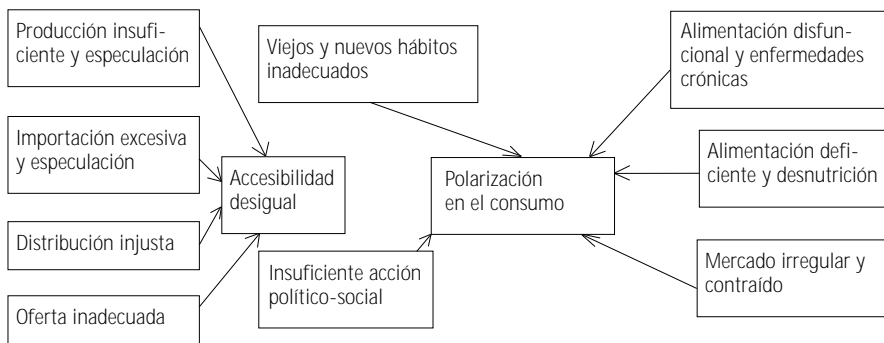 Producción insufi-
ciente y especulación
Viejos y nuevos hábitos
inadecuados
Alimentación disfun-
cional y enfermedades
crónicas
Importación excesiva
y especulación
Accesibilidad
desigual
Polarización
en el consumo
Alimentación defi-
ciente y desnutrición
Distribución injusta
Insuficiente acción
político-social
Mercado irregular y
contraído
Oferta inadecuada